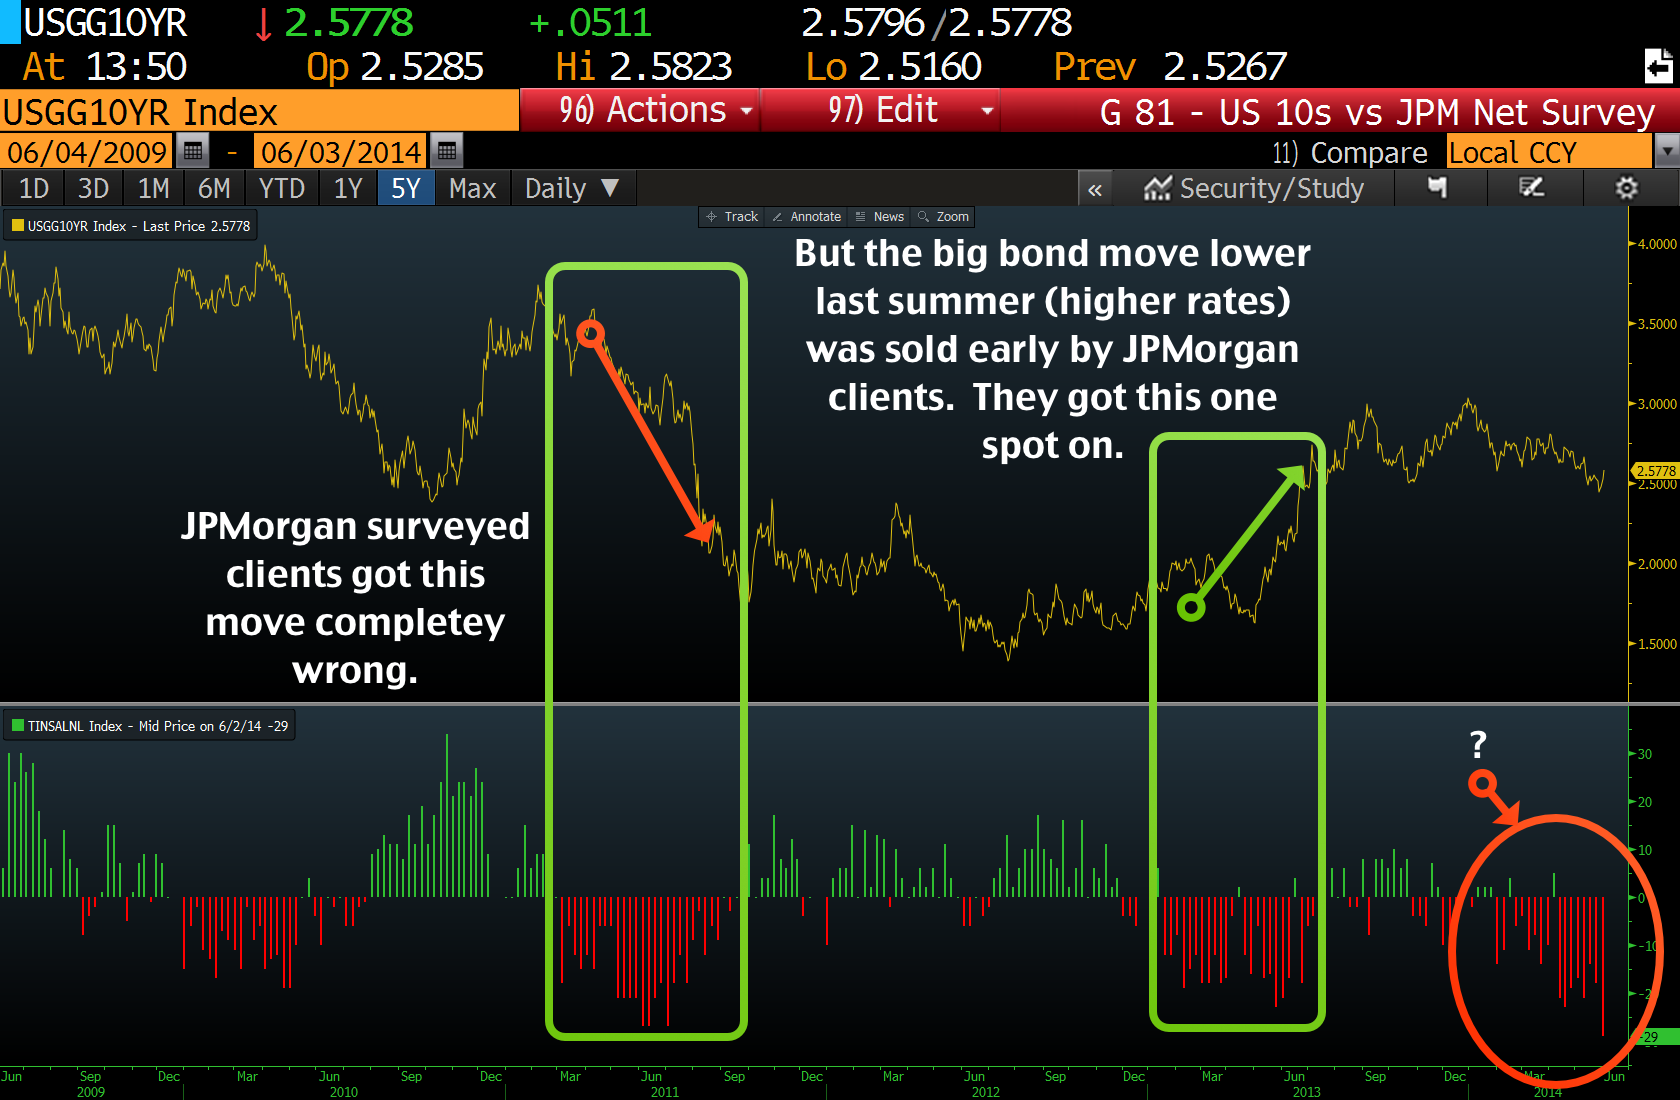 USGG10YR ↓ 2.5778 +.0511 2.5796/2.5778
At 13:50 Op 2.5285 Hi 2.5823 Lo 2.5160 Prev 2.5267
USGG10YR Index 96) Actions 97) Edit G 81 - US 10s vs JPM Net Survey
06/04/2009 - 06/03/2014 11) Compare Local CCY
1D 3D 1M 6M YTD 1Y 5Y Max Daily ▼ « Security/Study
Track Annotate News Zoom
USGG10YR Index - Last Price 2.5778
But the big bond move lower
last summer (higher rates)
was sold early by JPMorgan
clients. They got this one
spot on.
JPMorgan surveyed
clients got this
move completey
wrong.
4.0000
3.5000
3.0000
2.5778
2.5000
2.0000
1.5000
TINSALNL Index - Mid Price on 6/2/14 -29
?
30
20
10
0
-10
-29
Jun Sep Dec Mar Jun Sep Dec Mar Jun Sep Dec Mar Jun Sep Dec Mar Jun Sep Dec Mar Jun
2009 2010 2011 2012 2013 2014